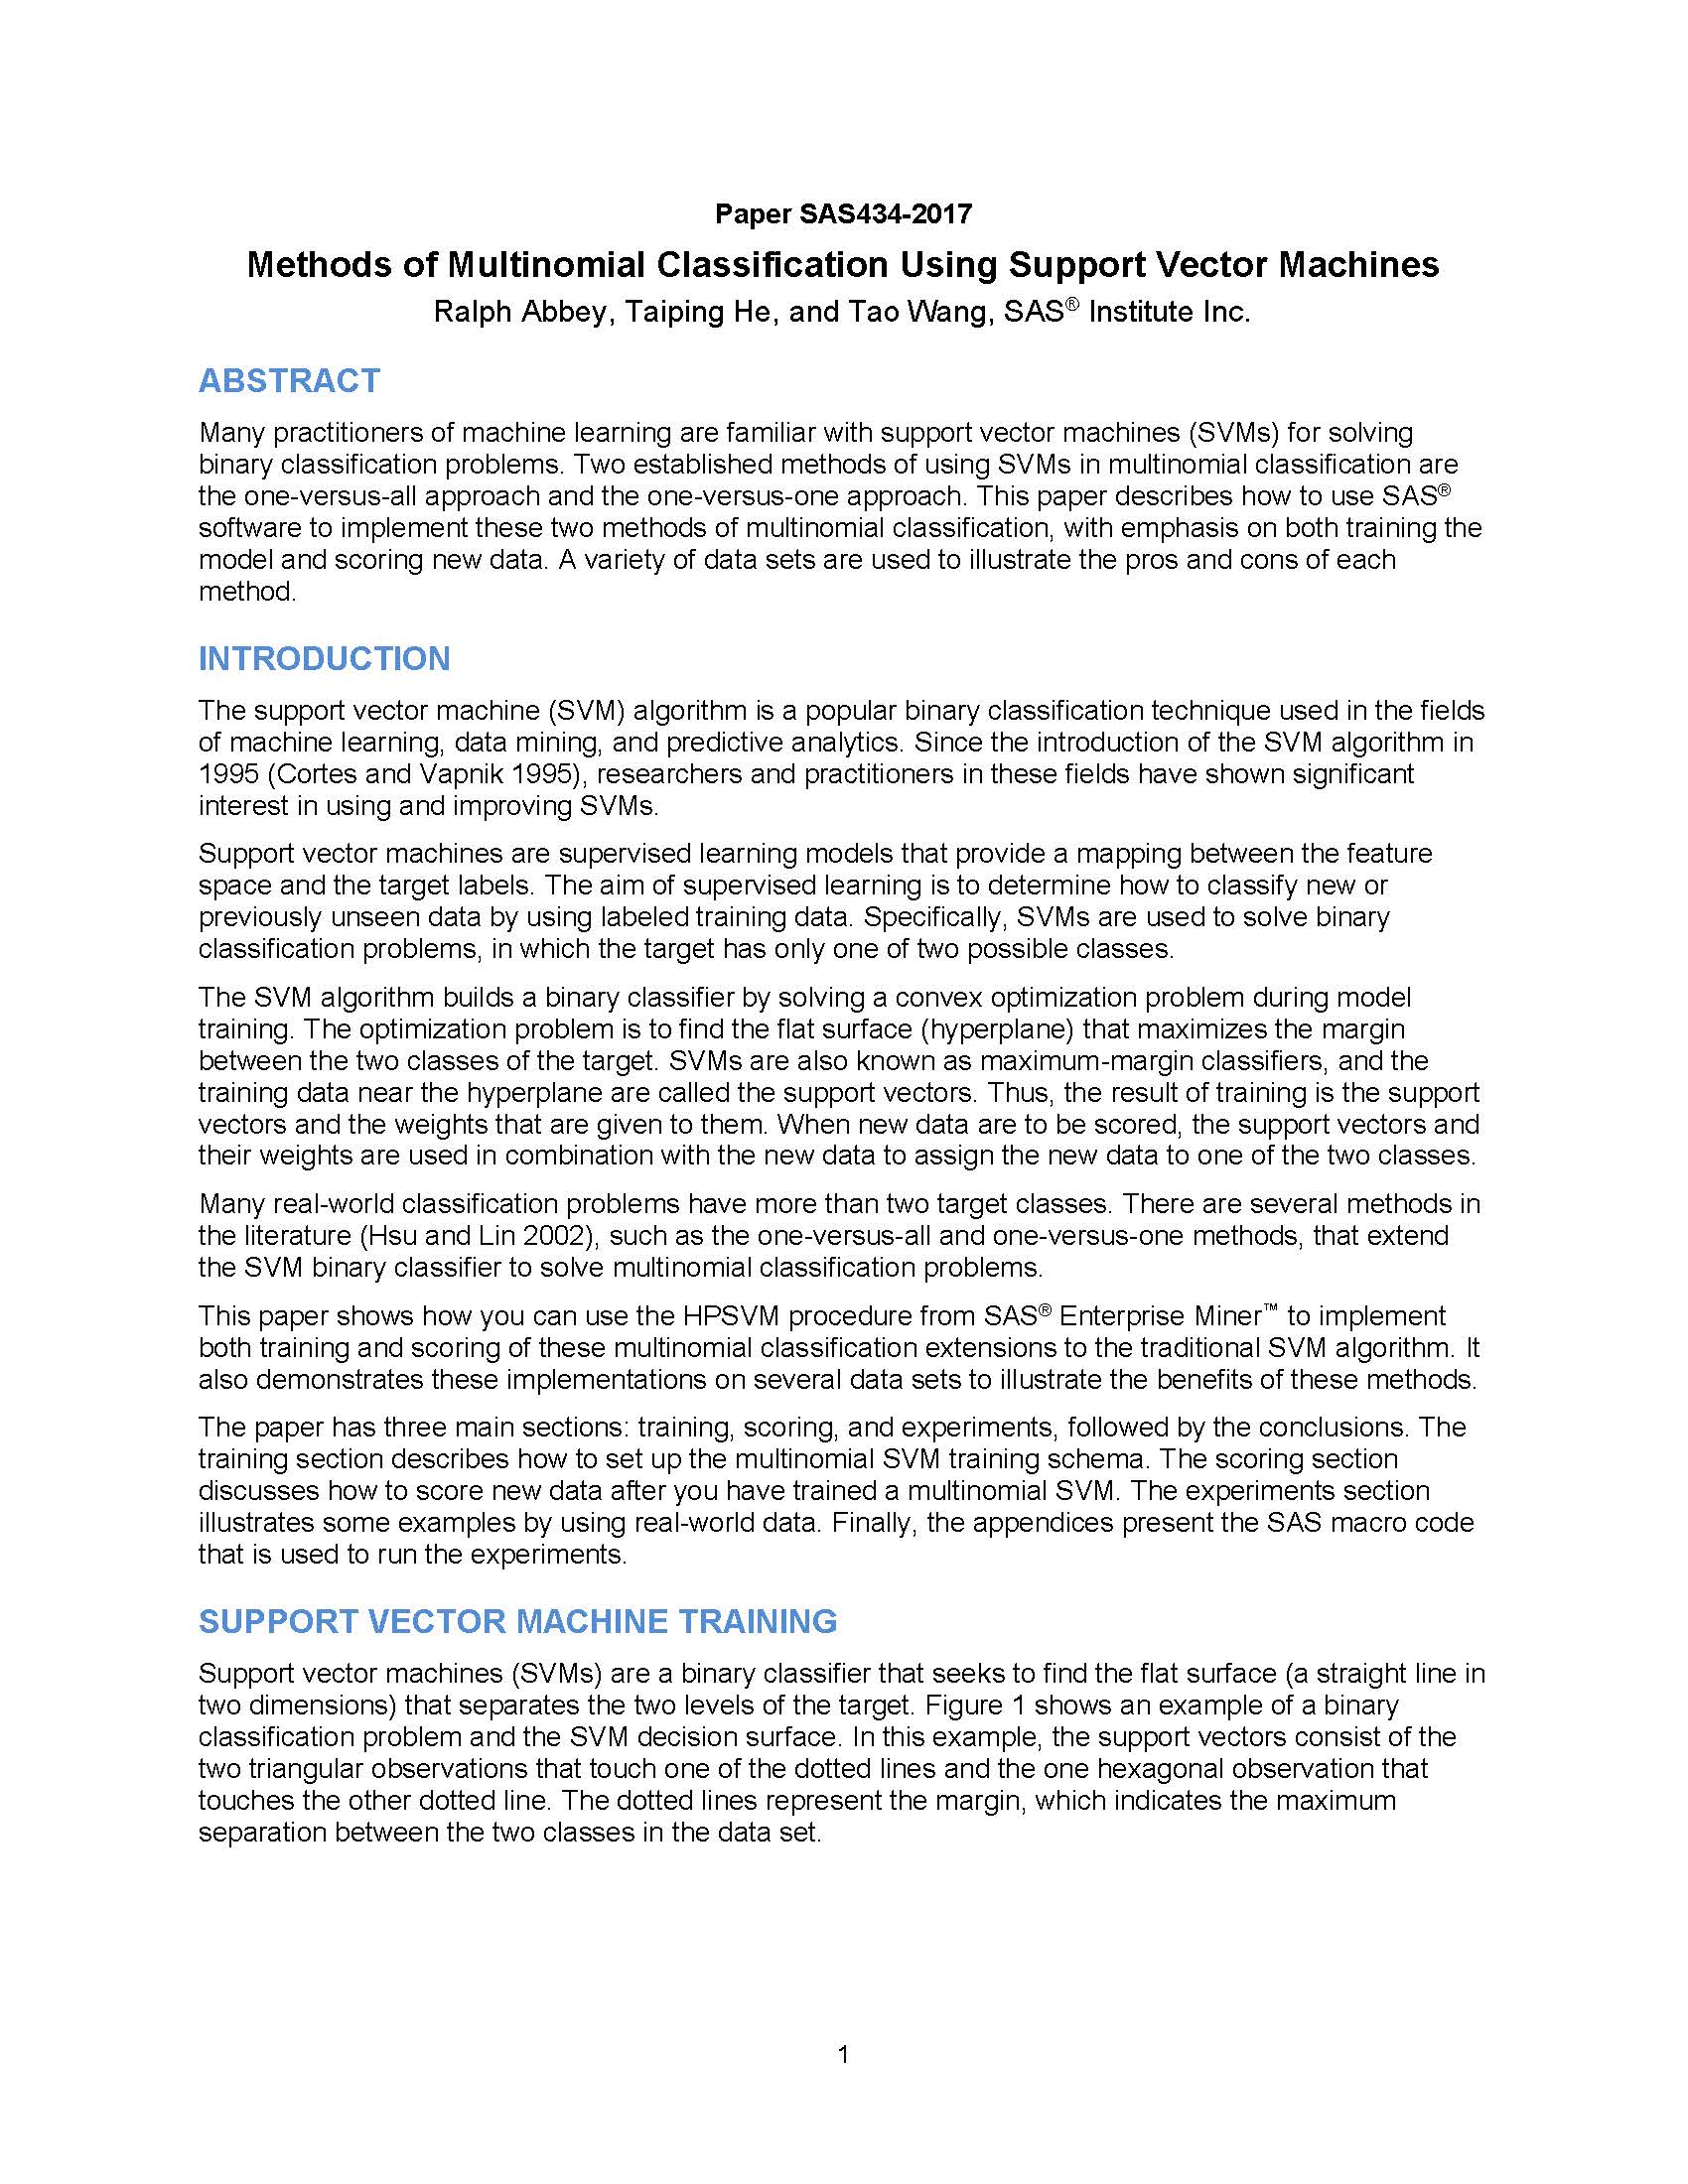 Paper SAS434-2017
Methods of Multinomial Classification Using Support Vector Machines
Ralph Abbey, Taiping He, and Tao Wang, SAS® Institute Inc.
ABSTRACT
Many practitioners of machine learning are familiar with support vector machines (SVMs) for solving
binary classification problems. Two established methods of using SVMs in multinomial classification are
the one-versus-all approach and the one-versus-one approach. This paper describes how to use SAS®
software to implement these two methods of multinomial classification, with emphasis on both training the
model and scoring new data. A variety of data sets are used to illustrate the pros and cons of each
method.
INTRODUCTION
The support vector machine (SVM) algorithm is a popular binary classification technique used in the fields
of machine learning, data mining, and predictive analytics. Since the introduction of the SVM algorithm in
1995 (Cortes and Vapnik 1995), researchers and practitioners in these fields have shown significant
interest in using and improving SVMs.
Support vector machines are supervised learning models that provide a mapping between the feature
space and the target labels. The aim of supervised learning is to determine how to classify new or
previously unseen data by using labeled training data. Specifically, SVMs are used to solve binary
classification problems, in which the target has only one of two possible classes.
The SVM algorithm builds a binary classifier by solving a convex optimization problem during model
training. The optimization problem is to find the flat surface (hyperplane) that maximizes the margin
between the two classes of the target. SVMs are also known as maximum-margin classifiers, and the
training data near the hyperplane are called the support vectors. Thus, the result of training is the support
vectors and the weights that are given to them. When new data are to be scored, the support vectors and
their weights are used in combination with the new data to assign the new data to one of the two classes.
Many real-world classification problems have more than two target classes. There are several methods in
the literature (Hsu and Lin 2002), such as the one-versus-all and one-versus-one methods, that extend
the SVM binary classifier to solve multinomial classification problems.
This paper shows how you can use the HPSVM procedure from SAS® Enterprise Miner™ to implement
both training and scoring of these multinomial classification extensions to the traditional SVM algorithm. It
also demonstrates these implementations on several data sets to illustrate the benefits of these methods.
The paper has three main sections: training, scoring, and experiments, followed by the conclusions. The
training section describes how to set up the multinomial SVM training schema. The scoring section
discusses how to score new data after you have trained a multinomial SVM. The experiments section
illustrates some examples by using real-world data. Finally, the appendices present the SAS macro code
that is used to run the experiments.
SUPPORT VECTOR MACHINE TRAINING
Support vector machines (SVMs) are a binary classifier that seeks to find the flat surface (a straight line in
two dimensions) that separates the two levels of the target. Figure 1 shows an example of a binary
classification problem and the SVM decision surface. In this example, the support vectors consist of the
two triangular observations that touch one of the dotted lines and the one hexagonal observation that
touches the other dotted line. The dotted lines represent the margin, which indicates the maximum
separation between the two classes in the data set.
1